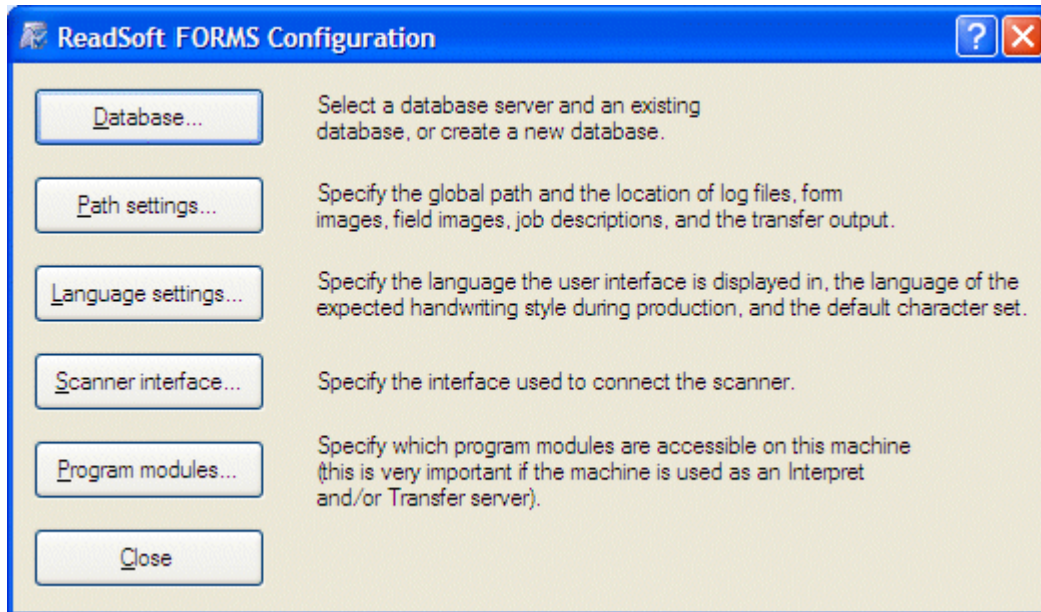 ReadSoft FORMS Configuration
Database...
Select a database server and an existing
database, or create a new database.
Path settings...
Specify the global path and the location of log files, form
images, field images, job descriptions, and the transfer output.
Language settings...
Specify the language the user interface is displayed in, the language of the
expected handwriting style during production, and the default character set.
Scanner interface...
Specify the interface used to connect the scanner.
Program modules...
Specify which program modules are accessible on this machine
(this is very important if the machine is used as an Interpret
and/or Transfer server).
Close